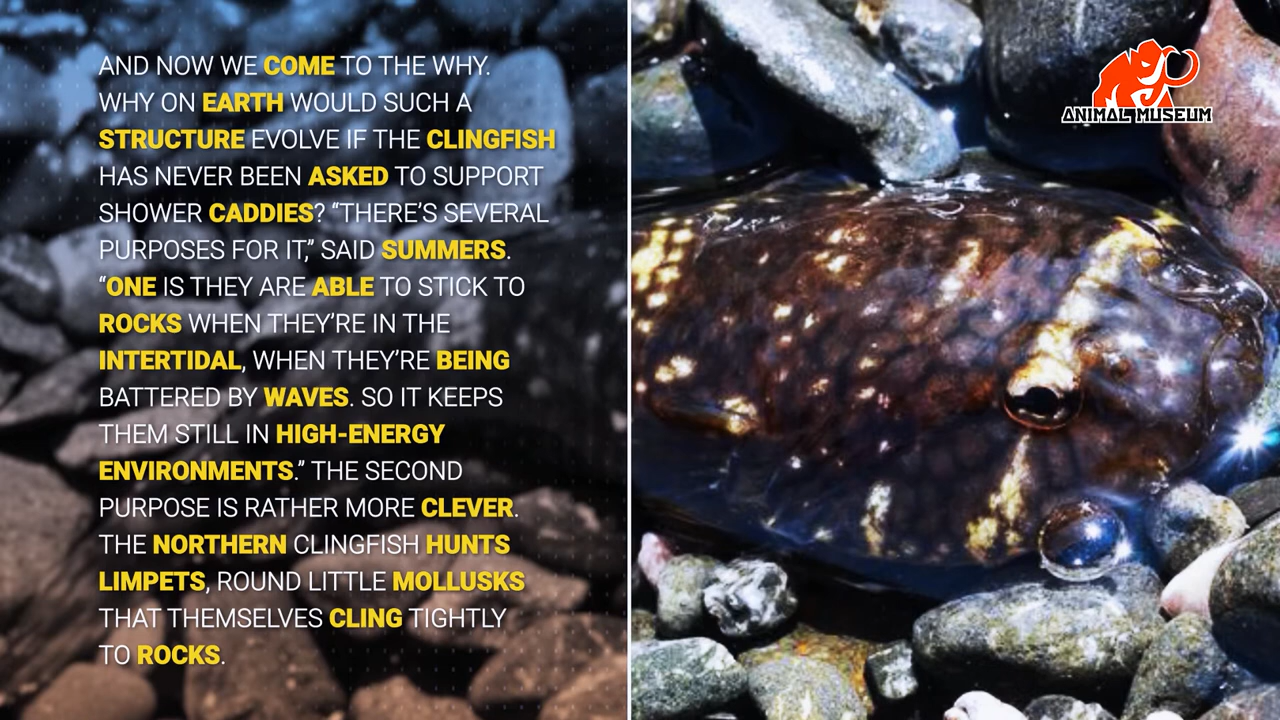 AND NOW WE COME TO THE WHY.
WHY ON EARTH WOULD SUCH A
STRUCTURE EVOLVE IF THE CLINGFISH
HAS NEVER BEEN ASKED TO SUPPORT
SHOWER CADDIES? “THERE’S SEVERAL
PURPOSES FOR IT,” SAID SUMMERS.
“ONE IS THEY ARE ABLE TO STICK TO
ROCKS WHEN THEY’RE IN THE
INTERTIDAL, WHEN THEY’RE BEING
BATTERED BY WAVES. SO IT KEEPS
THEM STILL IN HIGH-ENERGY
ENVIRONMENTS.” THE SECOND
PURPOSE IS RATHER MORE CLEVER.
THE NORTHERN CLINGFISH HUNTS
LIMPETS, ROUND LITTLE MOLLUSKS
THAT THEMSELVES CLING TIGHTLY
TO ROCKS.
ANIMAL MUSEUM